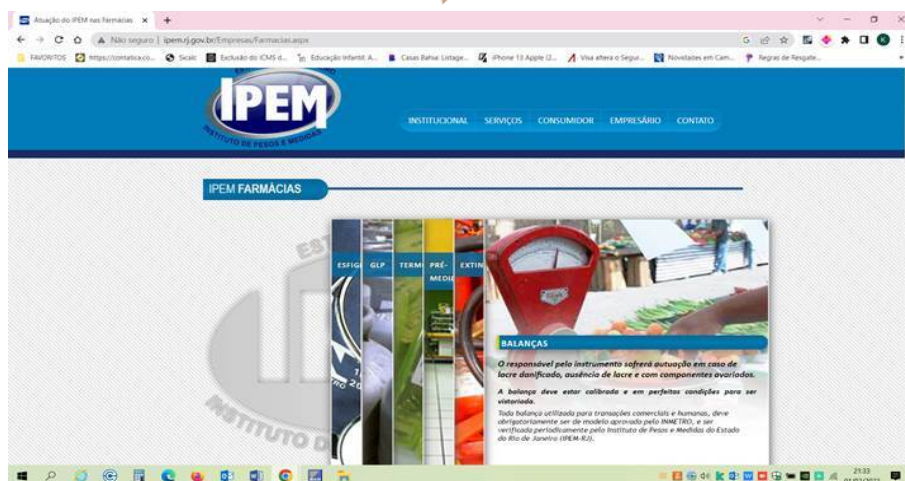 Atuação do IPEM nas Farmácias
Não seguro | ipem.rj.gov.br/Empresas/Farmacias.aspx
FAVORITOS https://contatica.co... Sicalc Exclusão do ICMS d... Educação Infantil A... Casas Bahia: Listage... iPhone 13 Apple (2... Visa altera o Segur... Novidades em Cam... Regras de Resgate...
IPEM
INSTITUTO DE PESOS E MEDIDAS
INSTITUCIONAL SERVIÇOS CONSUMIDOR EMPRESÁRIO CONTATO
IPEM FARMÁCIAS
ESFIG GLP TERM PRÉ- EXTIN
MEDID
BALANÇAS
O responsável pelo instrumento sofrerá autuação em caso de
lacre danificado, ausência de lacre e com componentes avariados.
A balança deve estar calibrada e em perfeitas condições para ser
vistoriada.
Toda balança utilizada para transações comerciais e humanas, deve
obrigatoriamente ser de modelo aprovado pelo INMETRO, e ser
verificada periodicamente pelo Instituto de Pesos e Medidas do Estado
do Rio de Janeiro (IPEM-RJ).
EST
INSTITUTO D
21:33